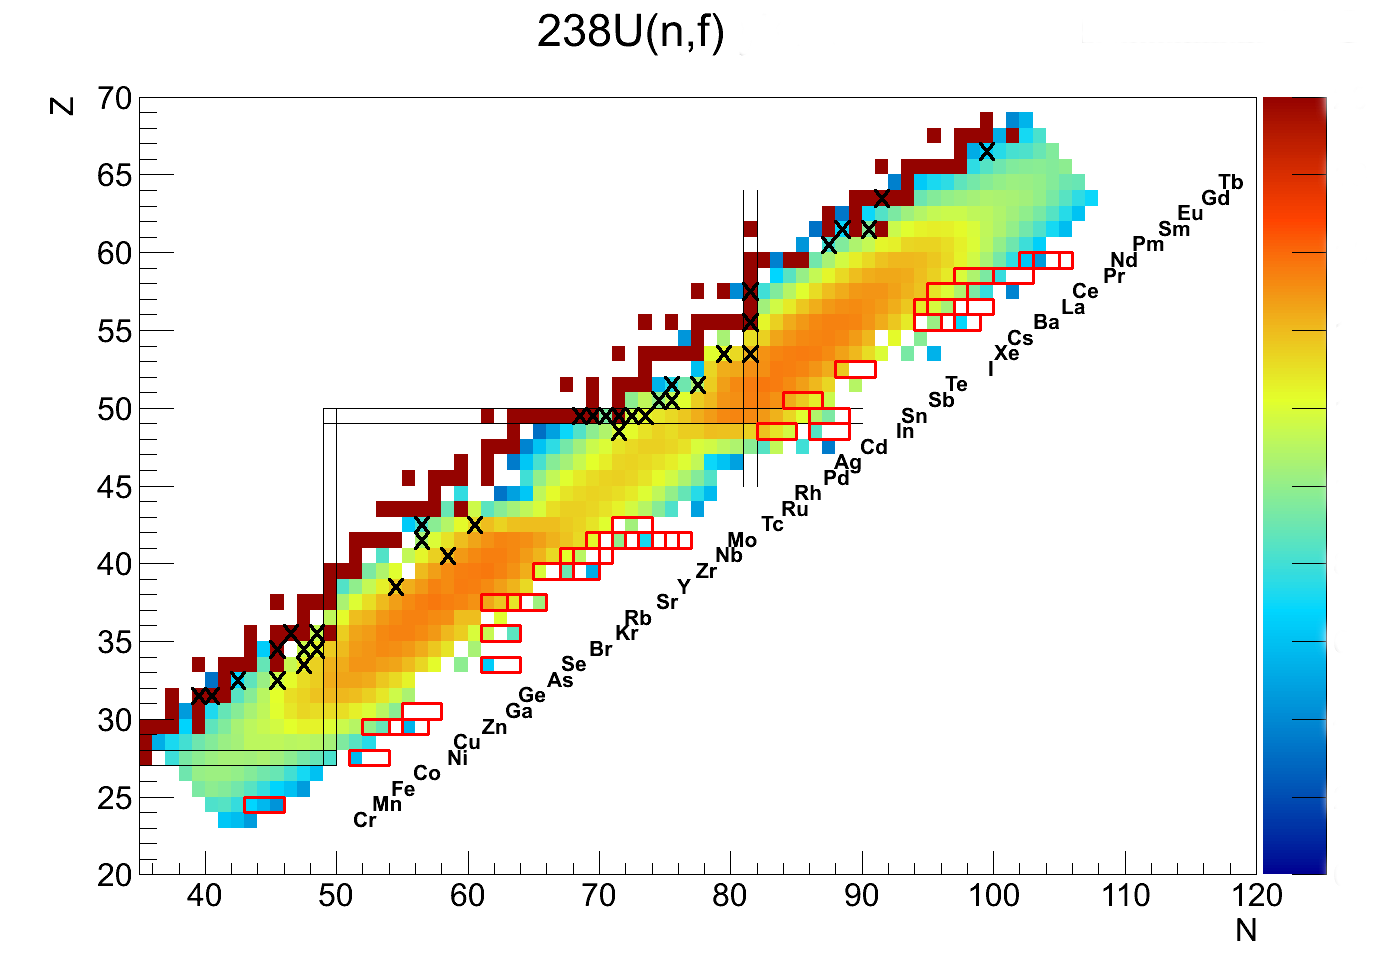 238U(n,f)
Z
70
65
60
55
50
45
40
35
30
25
20
Tb
Gd
Eu
Sm
Pm
Nd
Pr
Ce
La
Ba
Cs
Xe
I
Te
Sb
Sn
In
Cd
Ag
Pd
Rh
Ru
Tc
Mo
Nb
Zr
Y
Sr
Rb
Kr
Br
Se
As
Ge
Ga
Zn
Cu
Ni
Co
Fe
Mn
Cr
40 50 60 70 80 90 100 110 120
N